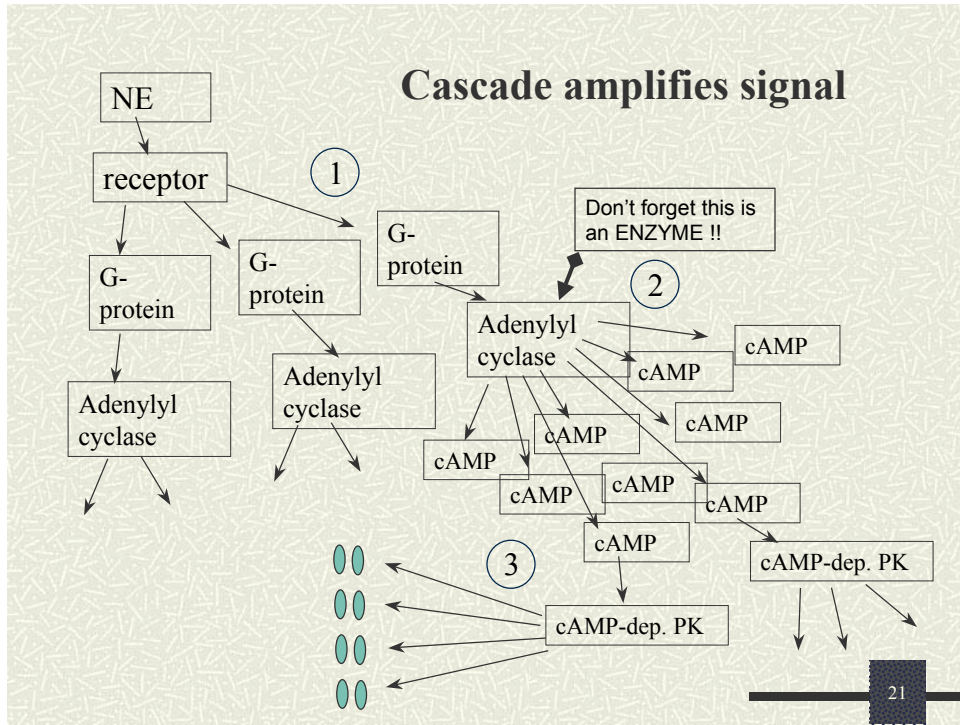 Cascade amplifies signal
NE
receptor
1
Don't forget this is
an ENZYME !!
G-
protein
G-
protein
G-
protein
2
Adenylyl
cyclase
Adenylyl
cyclase
Adenylyl
cyclase
cAMP
cAMP
cAMP
cAMP
cAMP
cAMP
cAMP
cAMP
cAMP
3
cAMP-dep. PK
cAMP-dep. PK
21